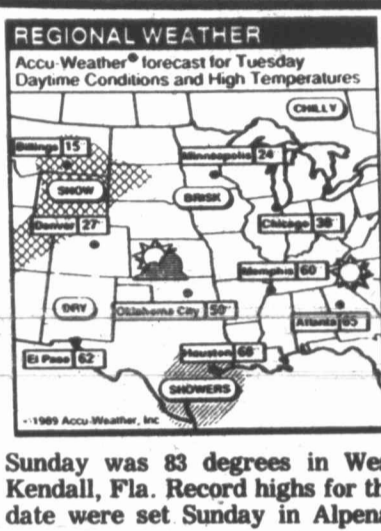 REGIONAL WEATHER
Accu-Weather® forecast for Tuesday
Daytime Conditions and High Temperatures
CHILLY
Billings 15°
Minneapolis 24°
SNOW
BRISK
Denver 27°
Chicago 38°
Memphis 60°
DRY
Oklahoma City 50°
Atlanta 65°
El Paso 62°
Houston 68°
SHOWERS
1989 Accu-Weather, Inc
Sunday was 83 degrees in Wes
Kendall, Fla. Record highs for th
date were set Sunday in Alpena